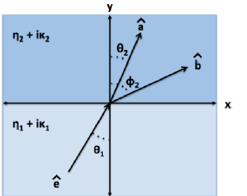 y
η₂ + iκ₂
θ₂
â
ϕ₂
b̂
x
η₁ + iκ₁
θ₁
ê